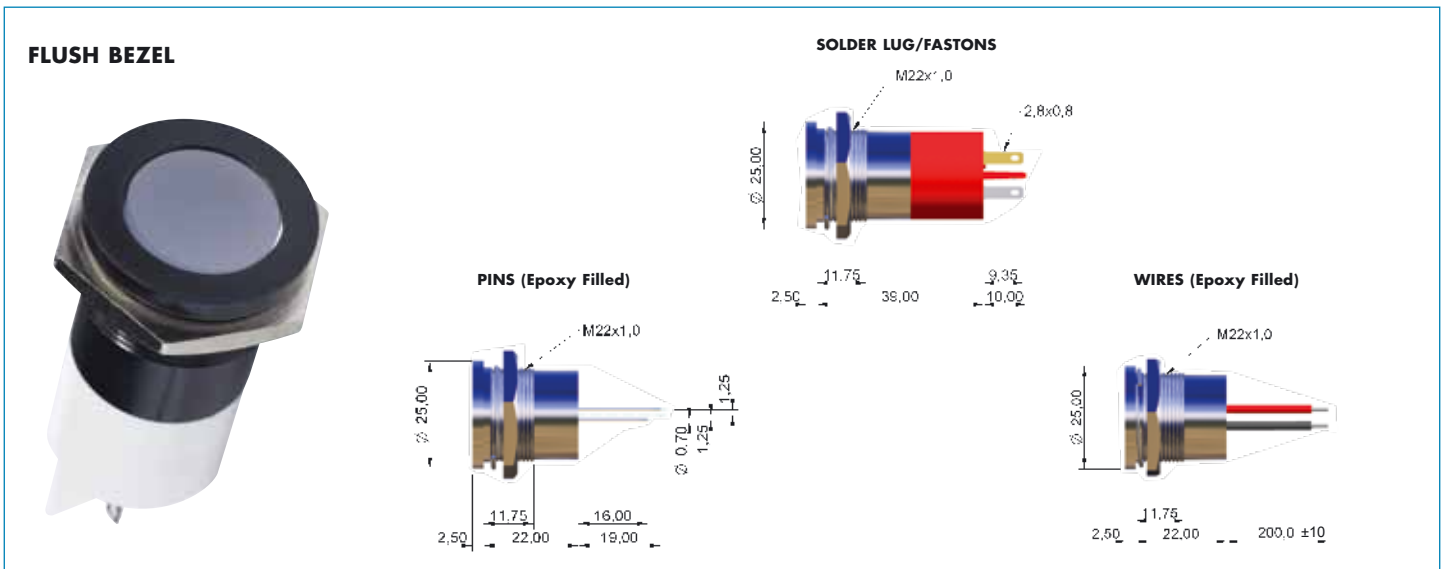 FLUSH BEZEL
SOLDER LUG/FASTONS
M22x1,0
2,8x0,8
Ø 25,00
11.75
9,35
2.50
39,00
10,00
PINS (Epoxy Filled)
M22x1,0
Ø 25,00
Ø 0.70
1,25
1,25
11,75
16,00
2,50
22,00
19,00
WIRES (Epoxy Filled)
M22x1,0
Ø 25,00
11,75
2,50
22,00
200,0 ±10